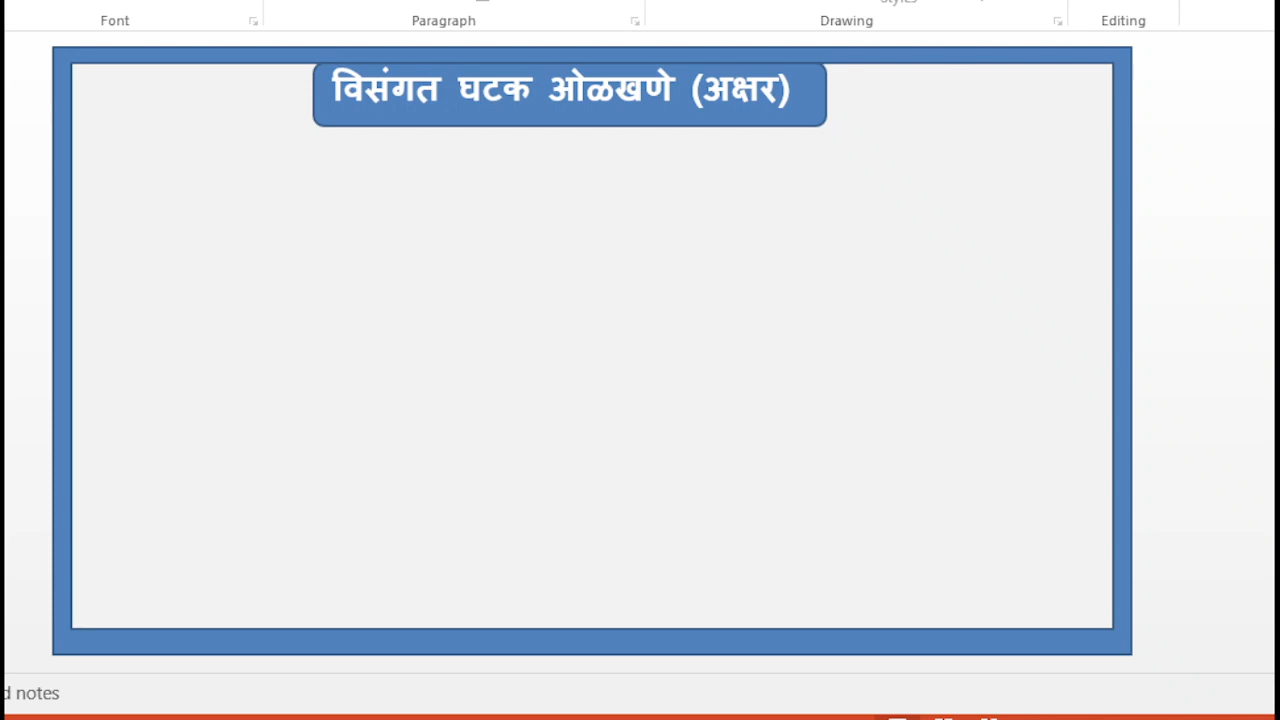 Font Paragraph Drawing Editing
विसंगत घटक ओळखणे (अक्षर)
d notes